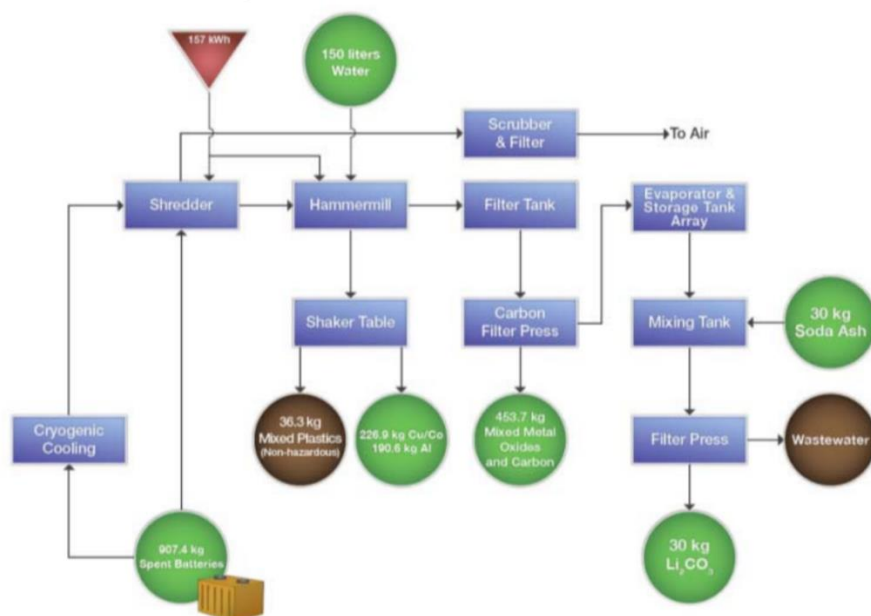 157 kWh
150 liters
Water
Scrubber
& Filter
To Air
Shredder
Hammermill
Filter Tank
Evaporator &
Storage Tank
Array
Shaker Table
Carbon
Filter Press
Mixing Tank
30 kg
Soda Ash
Cryogenic
Cooling
36.3 kg
Mixed Plastics
(Non-hazardous)
226.9 kg Cu/Co
190.6 kg Al
453.7 kg
Mixed Metal
Oxides
and Carbon
Filter Press
Wastewater
907.4 kg
Spent Batteries
30 kg
Li₂CO₃